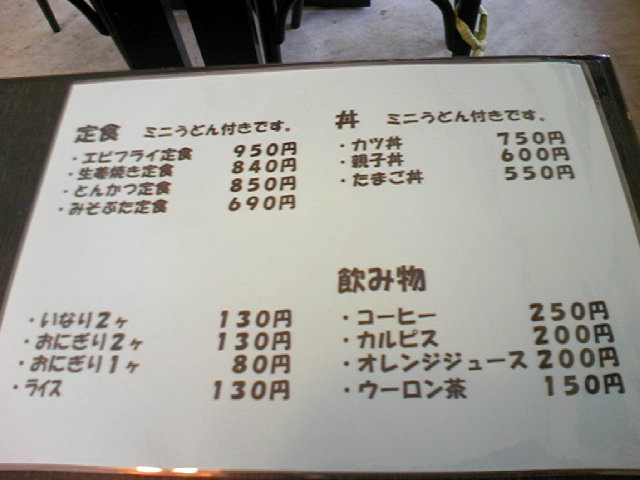 定食 ミニうどん付きです。
・エビフライ定食 950円
・生姜焼き定食 840円
・とんかつ定食 850円
・みそぶた定食 690円
丼 ミニうどん付きです。
・カツ丼 750円
・親子丼 600円
・たまご丼 550円
・いなり2ヶ 130円
・おにぎり2ヶ 130円
・おにぎり1ヶ 80円
・ライス 130円
飲み物
・コーヒー 250円
・カルピス 200円
・オレンジジュース 200円
・ウーロン茶 150円